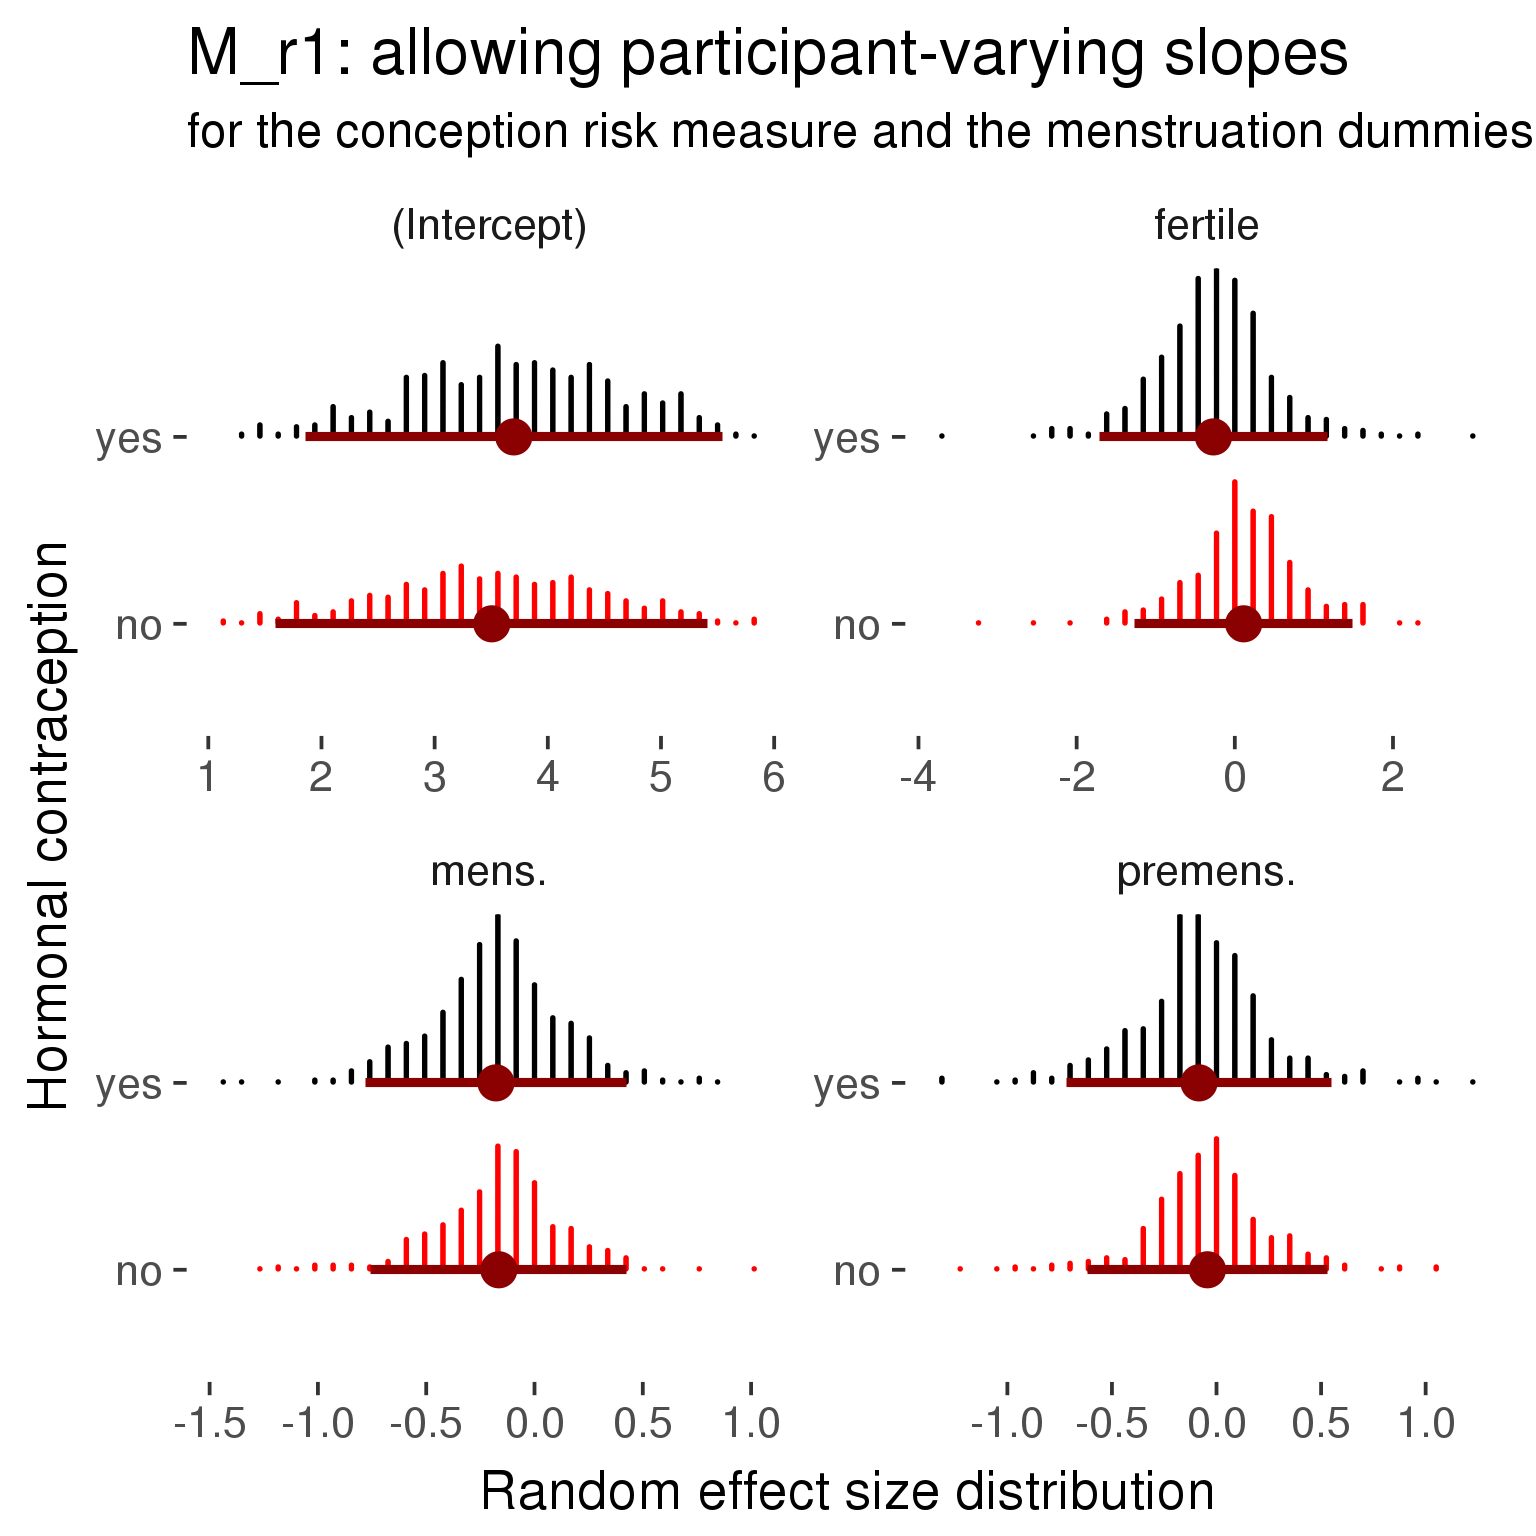 M_r1: allowing participant-varying slopes
for the conception risk measure and the menstruation dummies
(Intercept)
fertile
yes
no
yes
no
1 2 3 4 5 6
-4 -2 0 2
mens.
premens.
yes
no
yes
no
-1.5 -1.0 -0.5 0.0 0.5 1.0
-1.0 -0.5 0.0 0.5 1.0
Hormonal contraception
Random effect size distribution